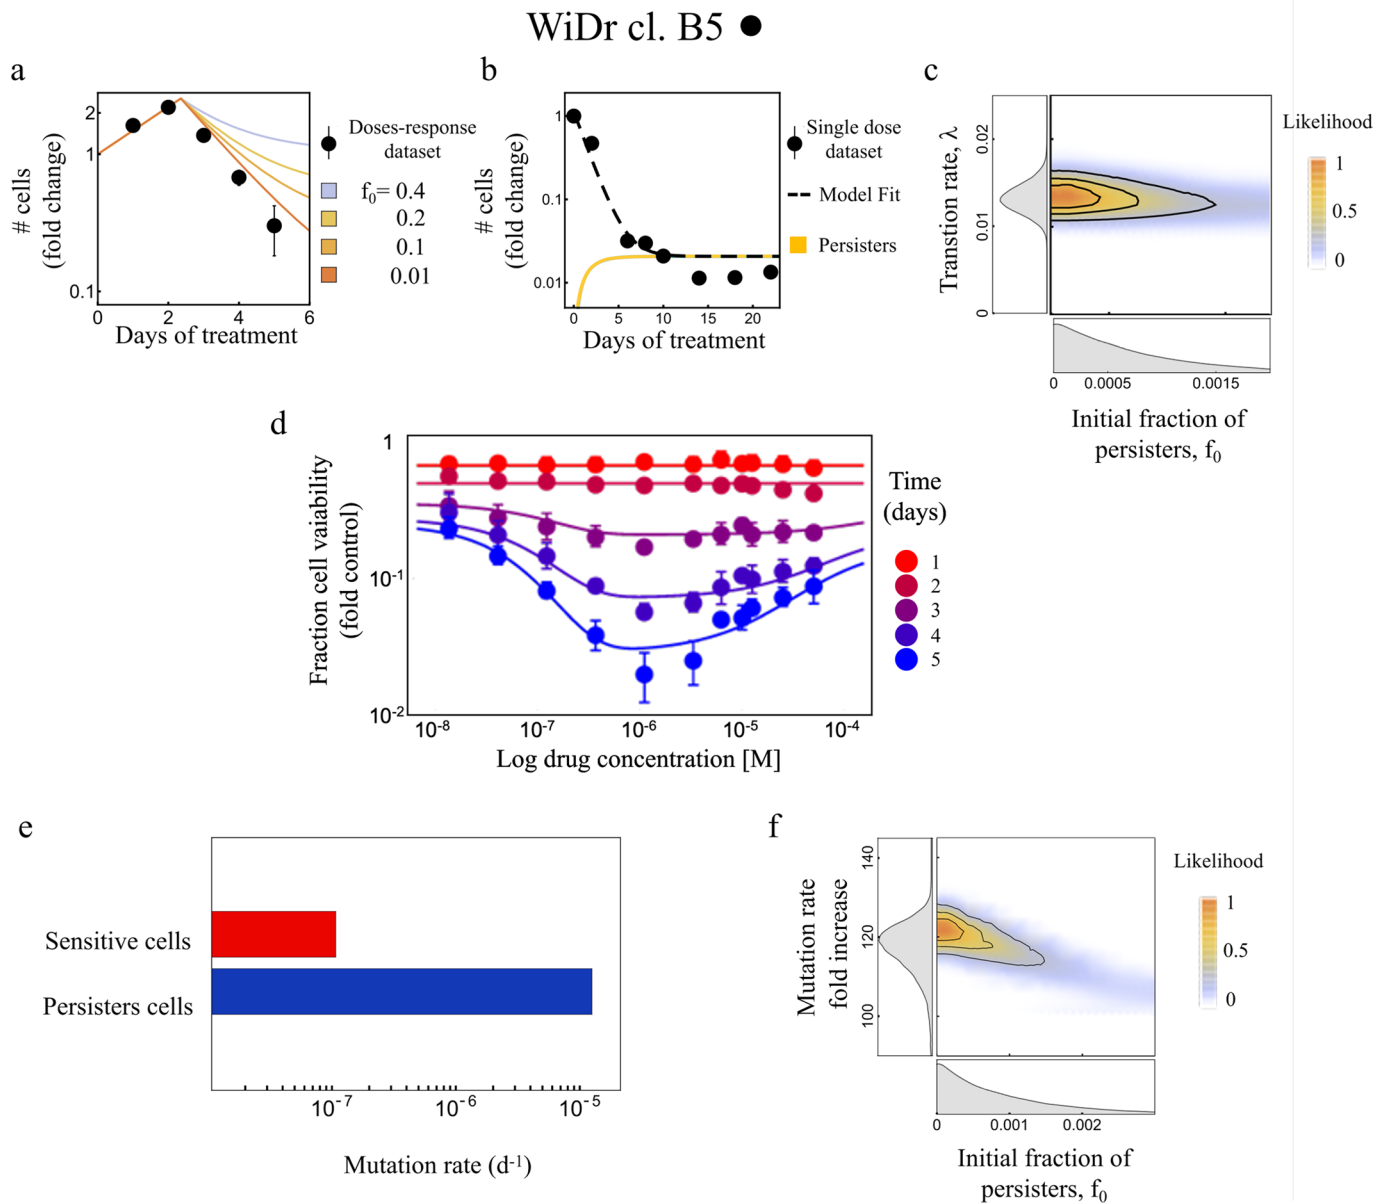 WiDr cl. B5
a
# cells
(fold change)
2
1
0.1
0
2
4
6
Days of treatment
Doses-response
dataset
f0= 0.4
0.2
0.1
0.01
b
# cells
(fold change)
1
0.1
0.01
0
5
10
15
20
Days of treatment
Single dose
dataset
Model Fit
Persisters
c
Transtion rate, λ
0.02
0.01
0
0
0.0005
0.0015
Initial fraction of
persisters, f0
Likelihood
1
0.5
0
d
Fraction cell vaiability
(fold control)
1
10-1
10-2
10-8
10-7
10-6
10-5
10-4
Log drug concentration [M]
Time
(days)
1
2
3
4
5
e
Sensitive cells
Persisters cells
10-7
10-6
10-5
Mutation rate (d-1)
f
Mutation rate
fold increase
140
120
100
0
0.001
0.002
Initial fraction of
persisters, f0
Likelihood
1
0.5
0